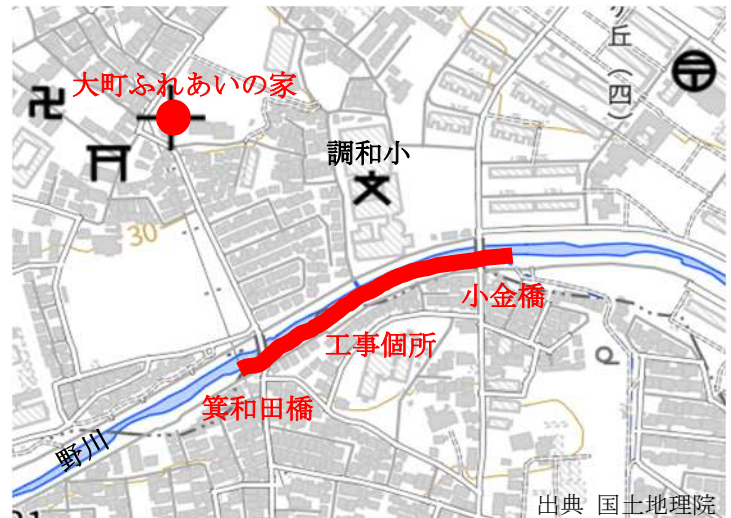 ヶ丘(四)
大町ふれあいの家
調和小
30
小金橋
工事個所
箕和田橋
野川
出典 国土地理院